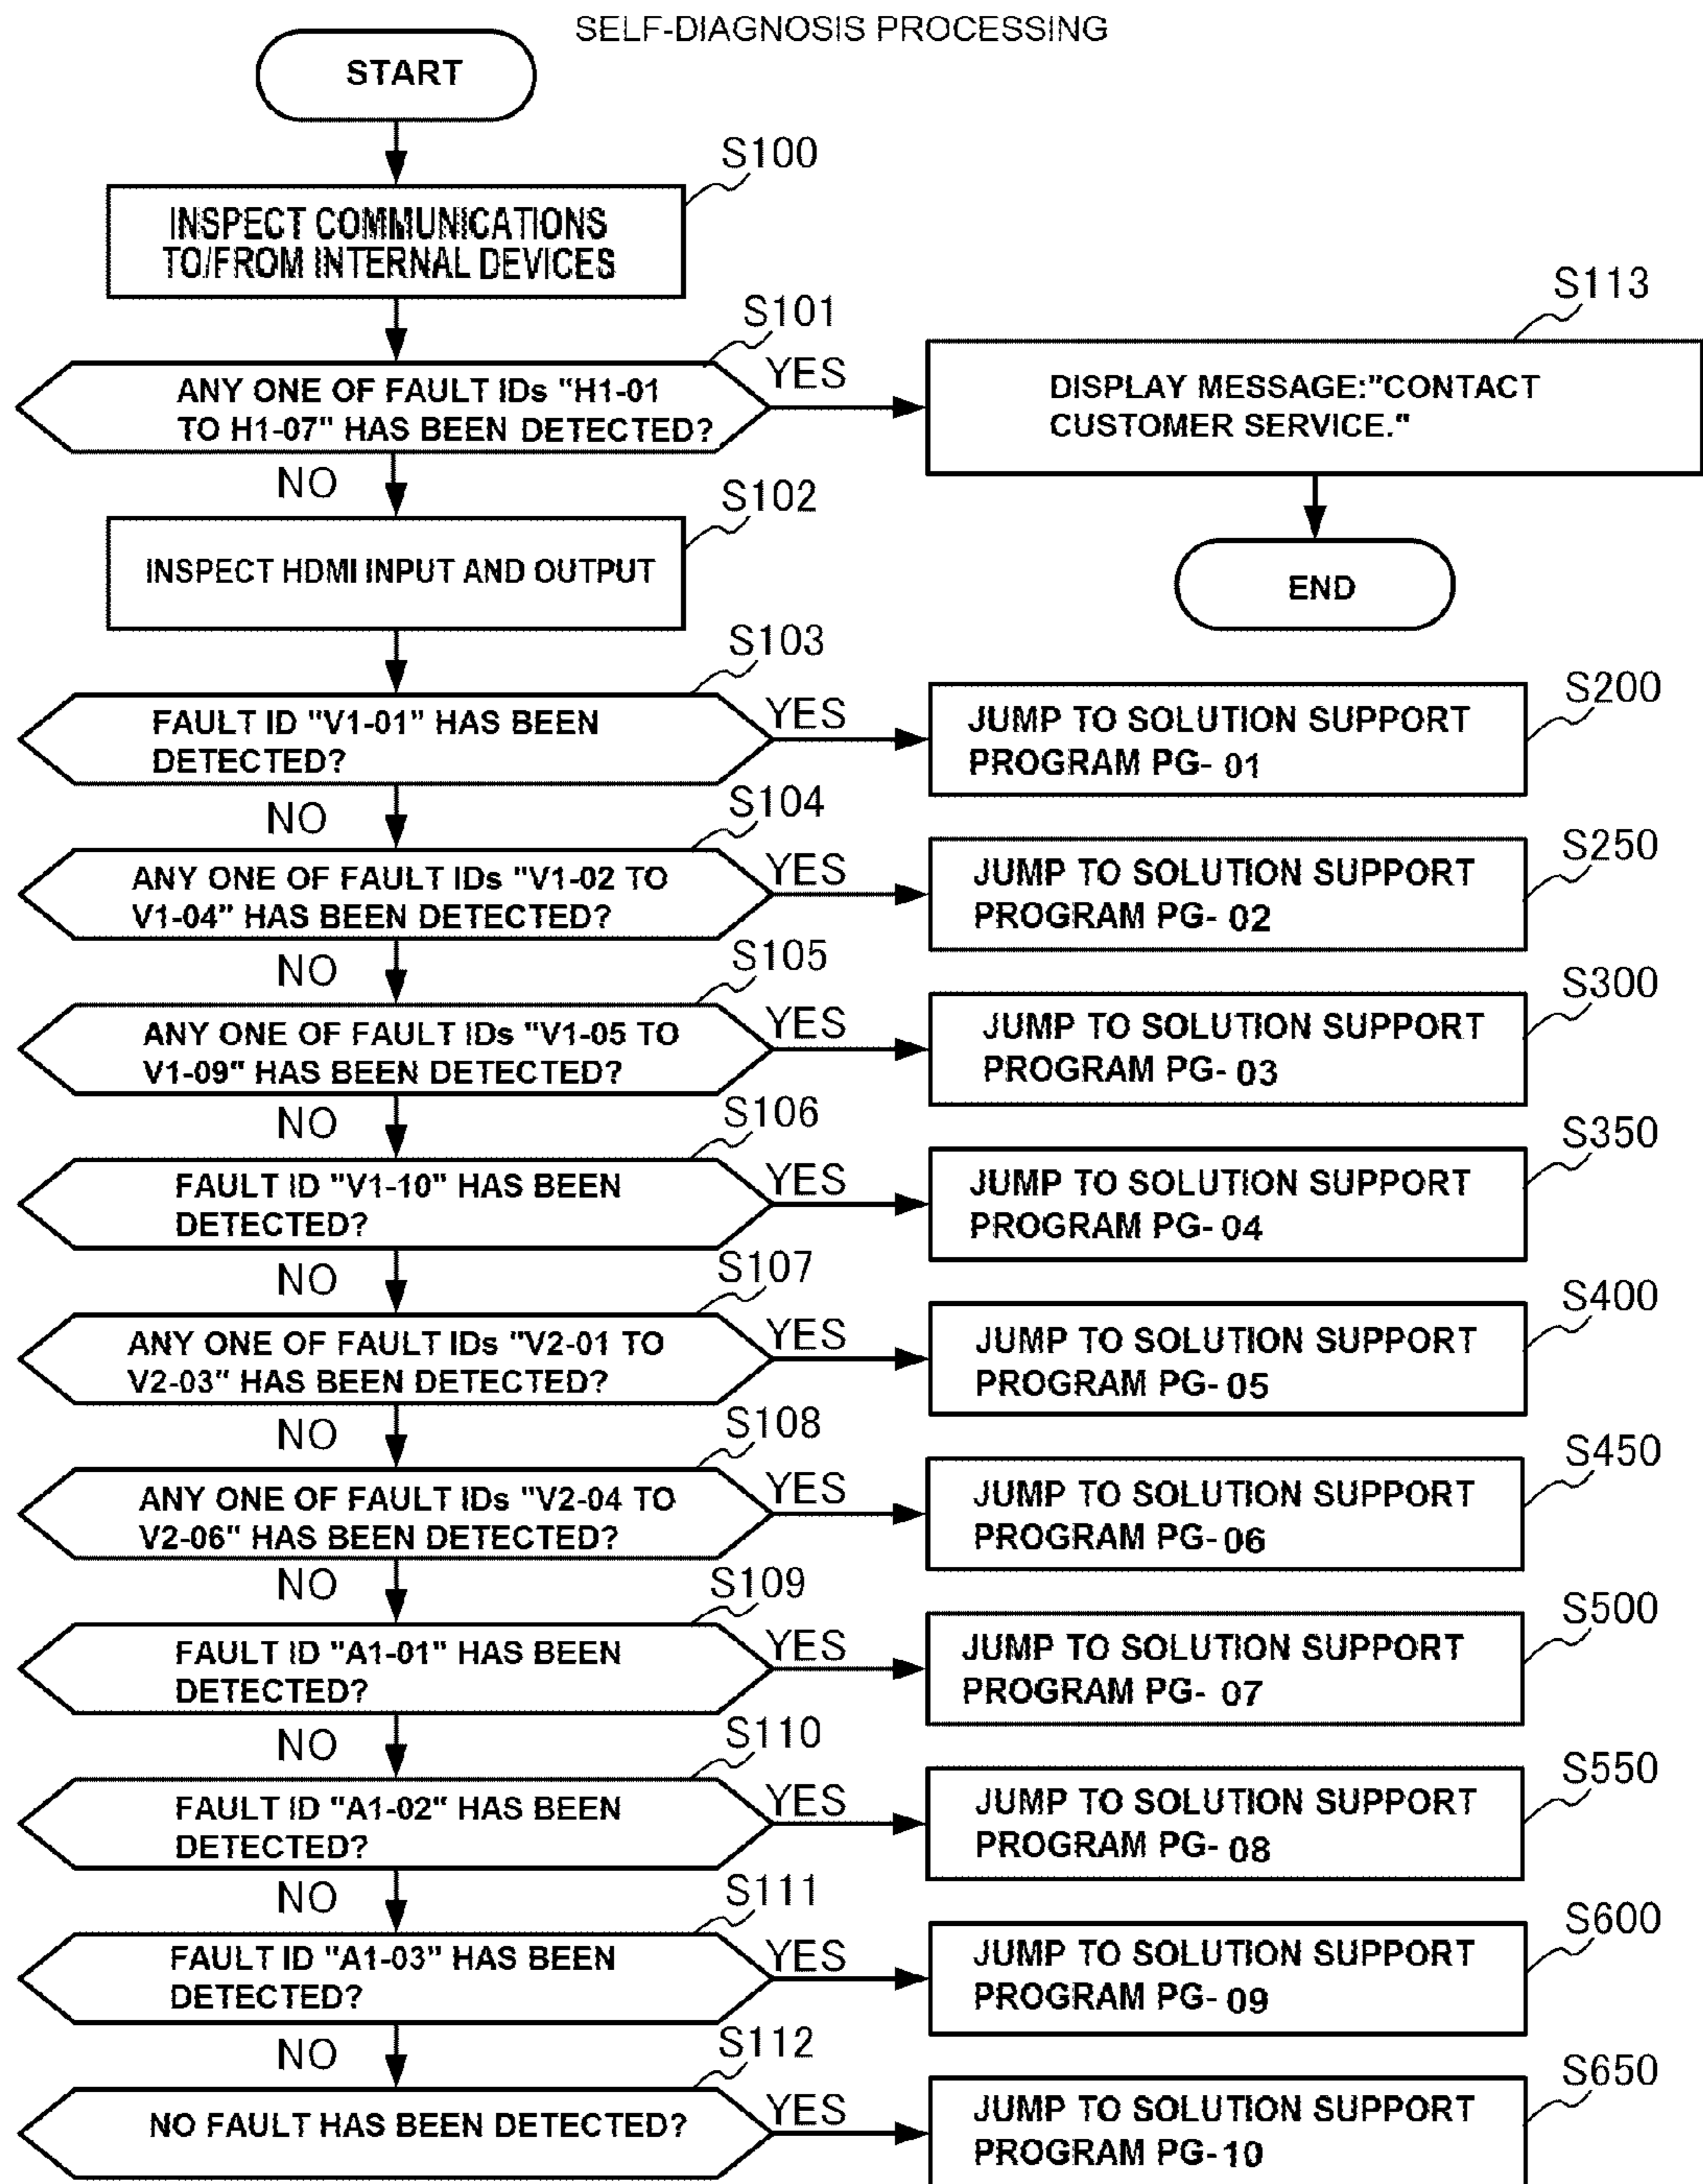 SELF-DIAGNOSIS PROCESSING
START
S100
INSPECT COMMUNICATIONS
TO/FROM INTERNAL DEVICES
S101
ANY ONE OF FAULT IDs "H1-01
TO H1-07" HAS BEEN DETECTED?
YES
S113
DISPLAY MESSAGE:"CONTACT
CUSTOMER SERVICE."
END
NO
S102
INSPECT HDMI INPUT AND OUTPUT
S103
FAULT ID "V1-01" HAS BEEN
DETECTED?
YES
S200
JUMP TO SOLUTION SUPPORT
PROGRAM PG- 01
NO
S104
ANY ONE OF FAULT IDs "V1-02 TO
V1-04" HAS BEEN DETECTED?
YES
S250
JUMP TO SOLUTION SUPPORT
PROGRAM PG- 02
NO
S105
ANY ONE OF FAULT IDs "V1-05 TO
V1-09" HAS BEEN DETECTED?
YES
S300
JUMP TO SOLUTION SUPPORT
PROGRAM PG- 03
NO
S106
FAULT ID "V1-10" HAS BEEN
DETECTED?
YES
S350
JUMP TO SOLUTION SUPPORT
PROGRAM PG- 04
NO
S107
ANY ONE OF FAULT IDs "V2-01 TO
V2-03" HAS BEEN DETECTED?
YES
S400
JUMP TO SOLUTION SUPPORT
PROGRAM PG- 05
NO
S108
ANY ONE OF FAULT IDs "V2-04 TO
V2-06" HAS BEEN DETECTED?
YES
S450
JUMP TO SOLUTION SUPPORT
PROGRAM PG- 06
NO
S109
FAULT ID "A1-01" HAS BEEN
DETECTED?
YES
S500
JUMP TO SOLUTION SUPPORT
PROGRAM PG- 07
NO
S110
FAULT ID "A1-02" HAS BEEN
DETECTED?
YES
S550
JUMP TO SOLUTION SUPPORT
PROGRAM PG- 08
NO
S111
FAULT ID "A1-03" HAS BEEN
DETECTED?
YES
S600
JUMP TO SOLUTION SUPPORT
PROGRAM PG- 09
NO
S112
NO FAULT HAS BEEN DETECTED?
YES
S650
JUMP TO SOLUTION SUPPORT
PROGRAM PG-10